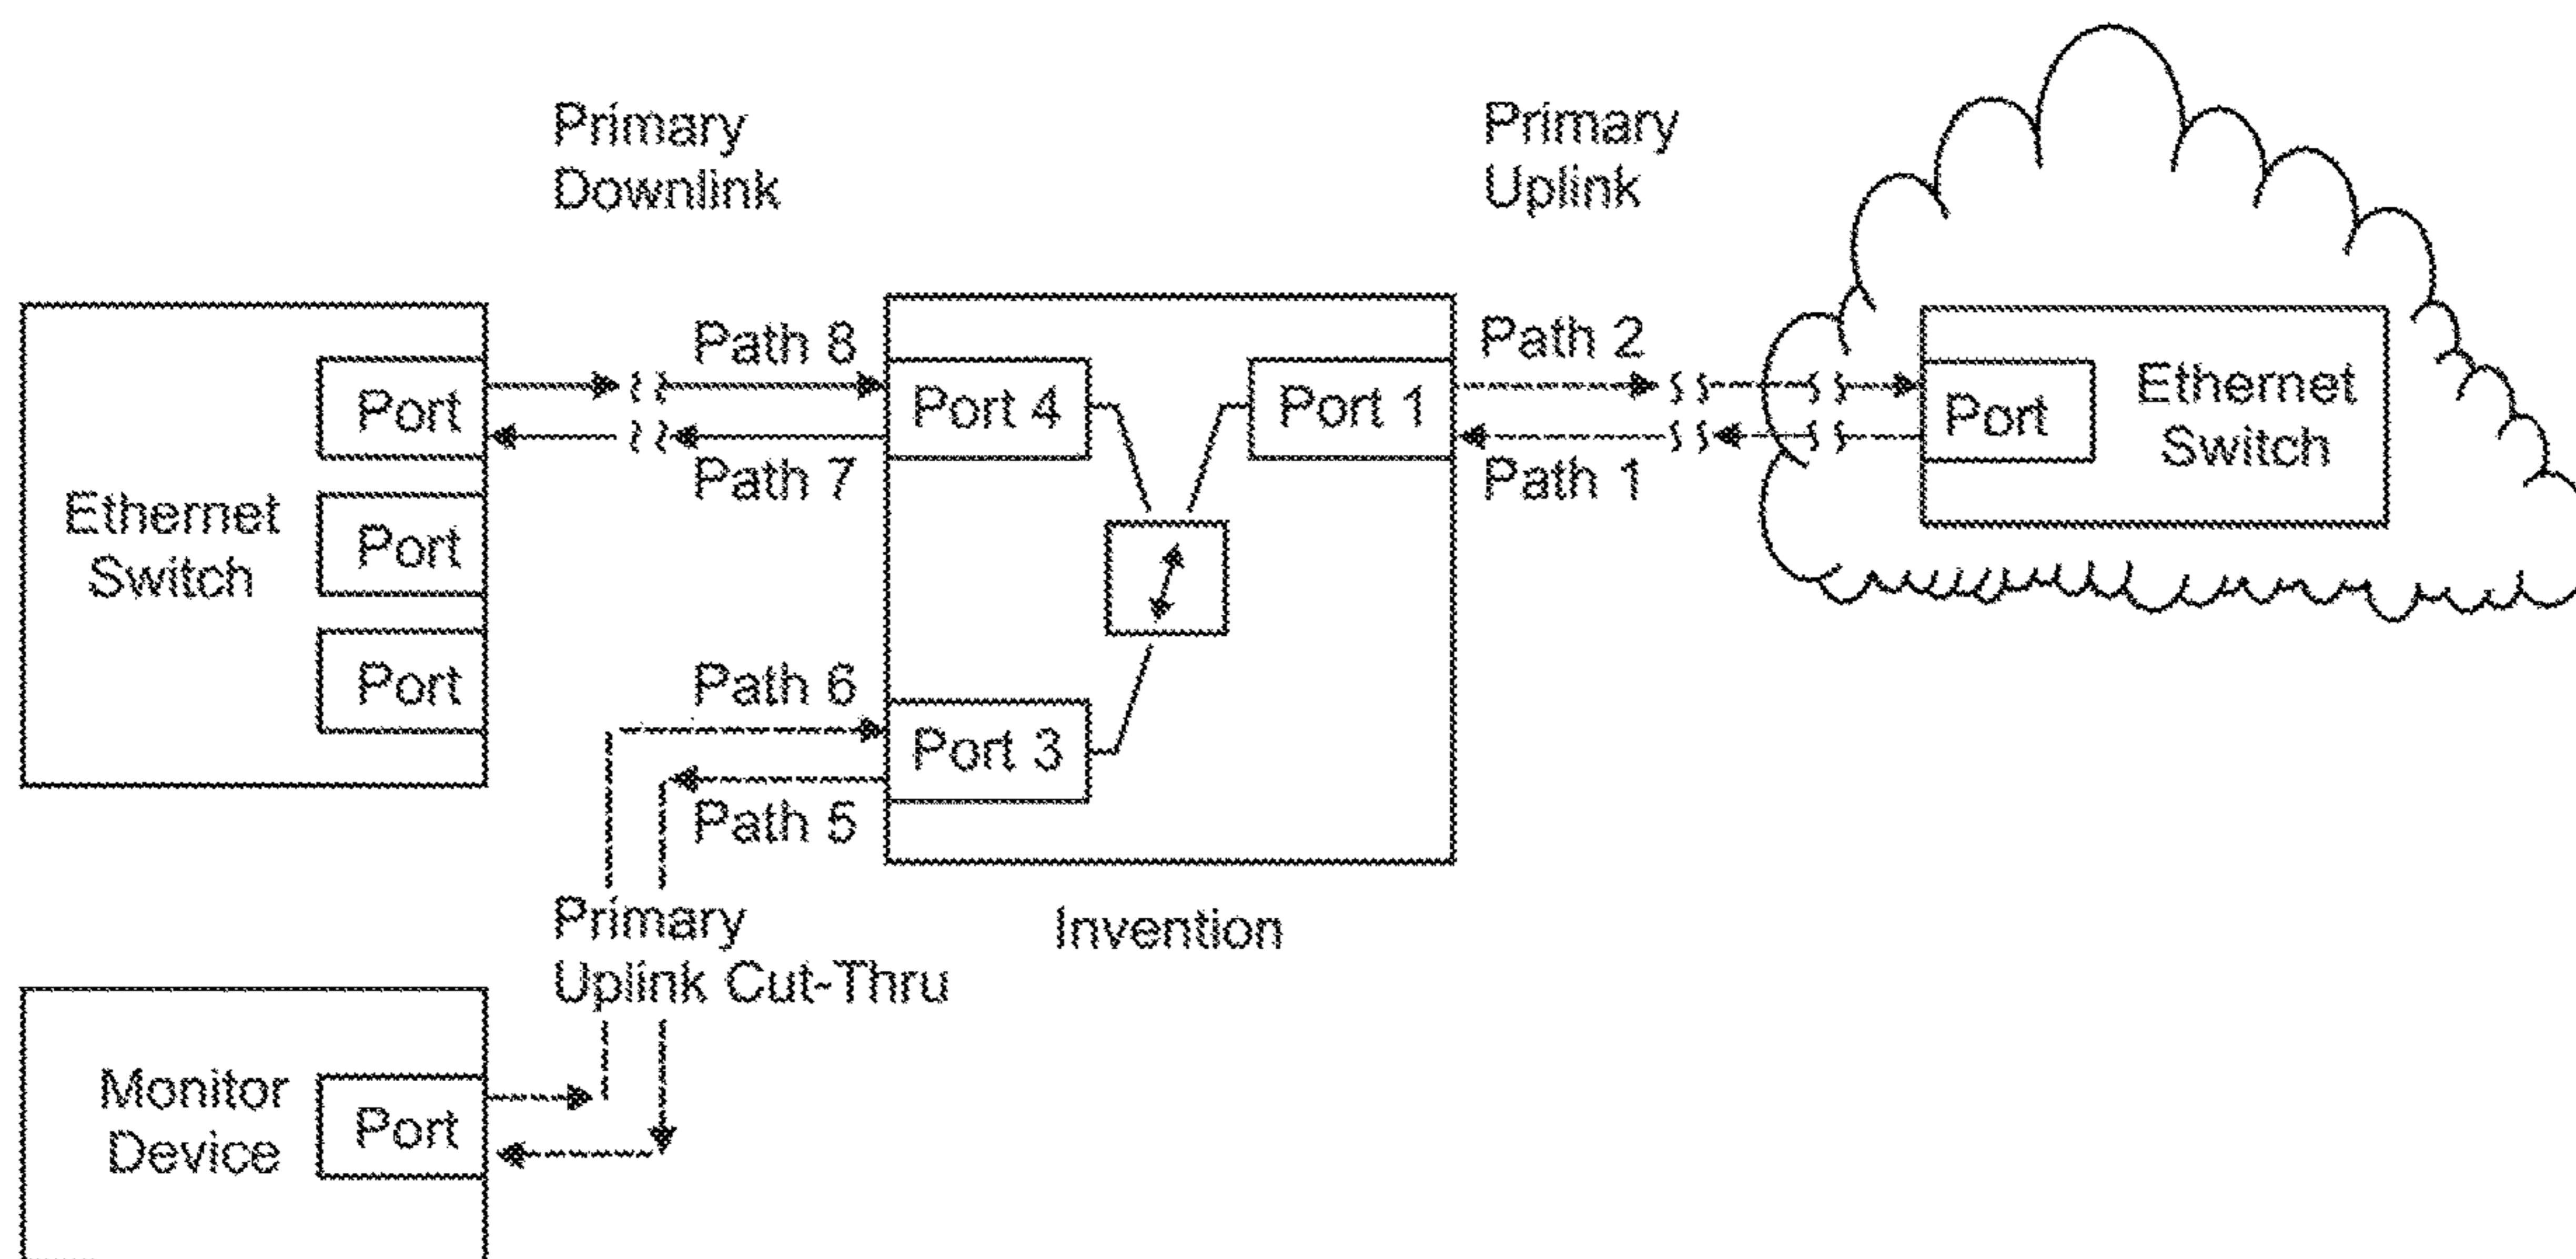 Primary
Downlink
Primary
Uplink
Path 8
Path 2
Port
Port 4
Port 1
Port
Ethernet
Switch
Path 7
Path 1
Ethernet
Switch
Port
Port
Path 6
Port 3
Path 5
Primary
Uplink Cut-Thru
Invention
Monitor
Device
Port